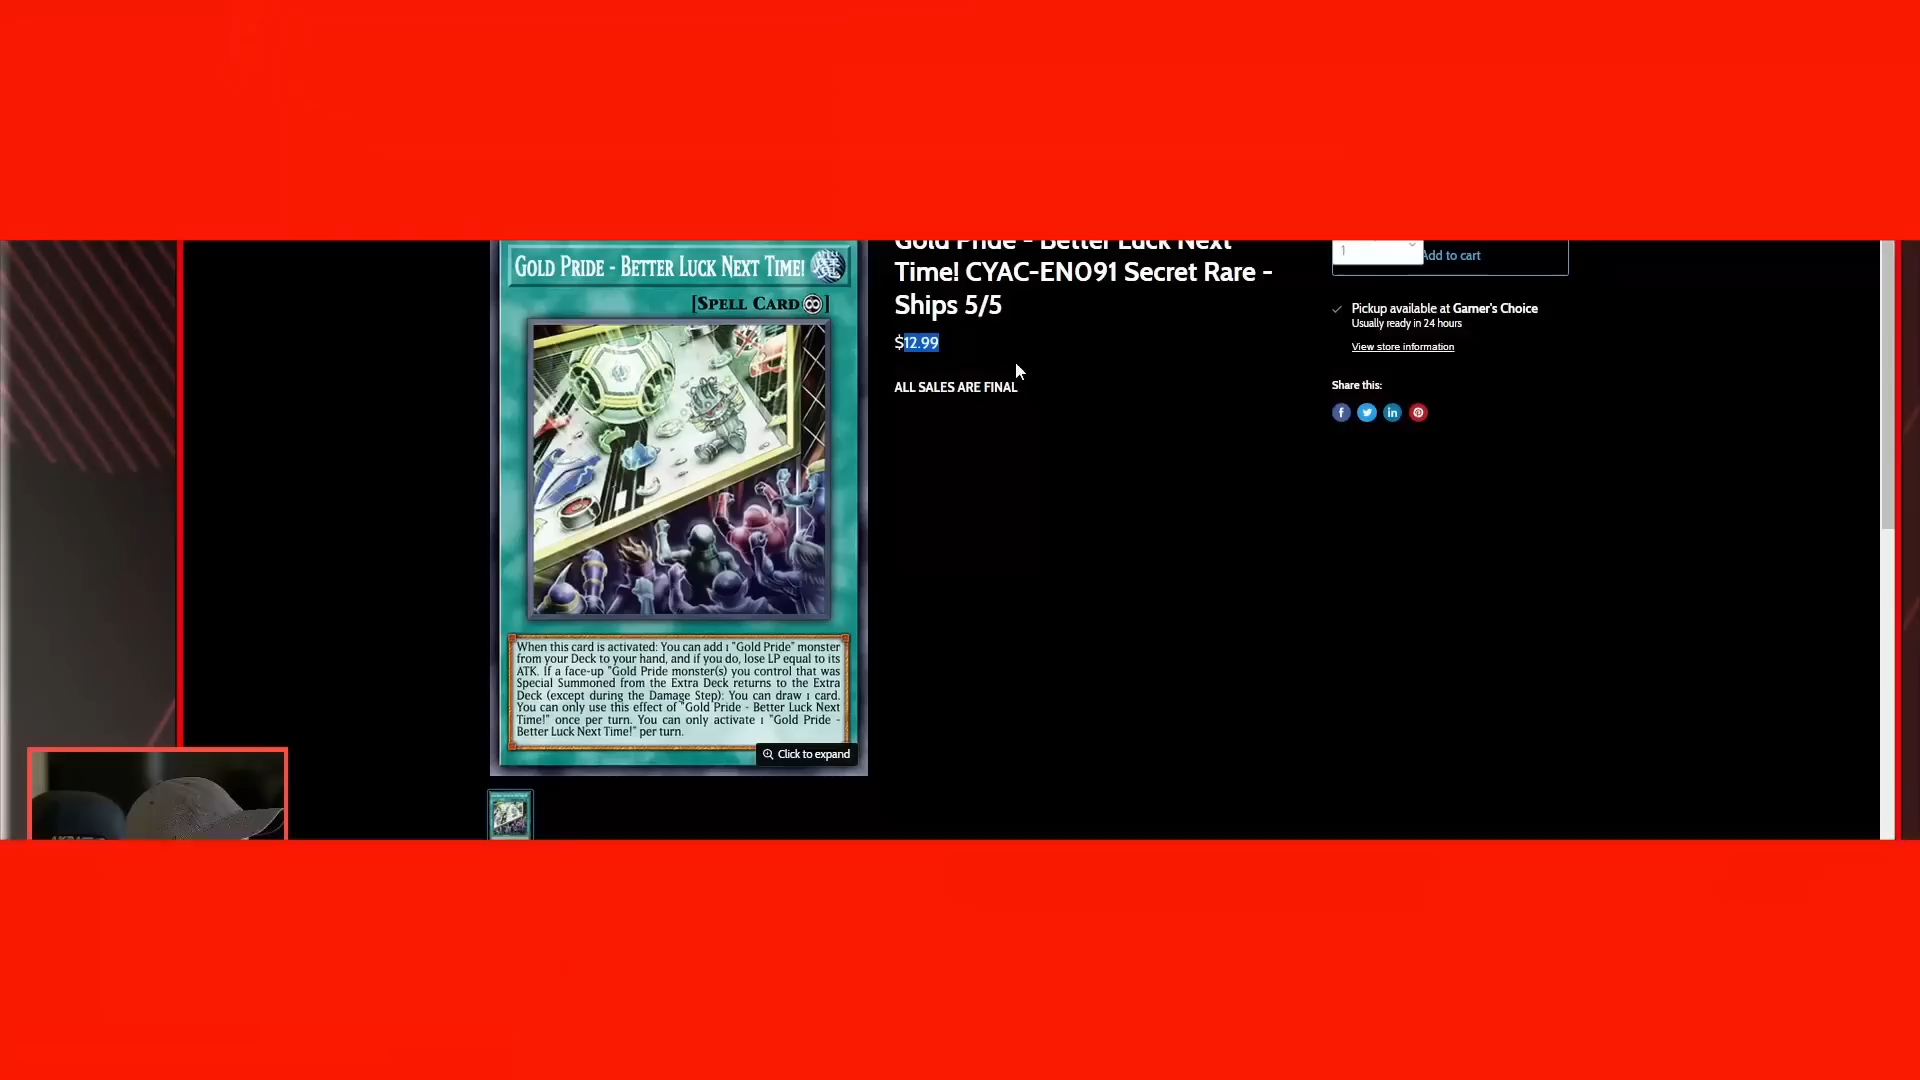 GOLD PRIDE - BETTER LUCK NEXT TIME!
[SPELL CARD]
When this card is activated: You can add 1 "Gold Pride" monster
from your Deck to your hand, and if you do, lose LP equal to its
ATK. If a face-up "Gold Pride monster(s) you control that was
Special Summoned from the Extra Deck returns to the Extra
Deck (except during the Damage Step): You can draw 1 card.
You can only use this effect of "Gold Pride - Better Luck Next
Time!" once per turn. You can only activate 1 "Gold Pride -
Better Luck Next Time!" per turn.
Click to expand
Gold Pride - Better Luck Next
Time! CYAC-EN091 Secret Rare -
Ships 5/5
$12.99
ALL SALES ARE FINAL
1
Add to cart
Pickup available at Gamer's Choice
Usually ready in 24 hours
View store information
Share this: